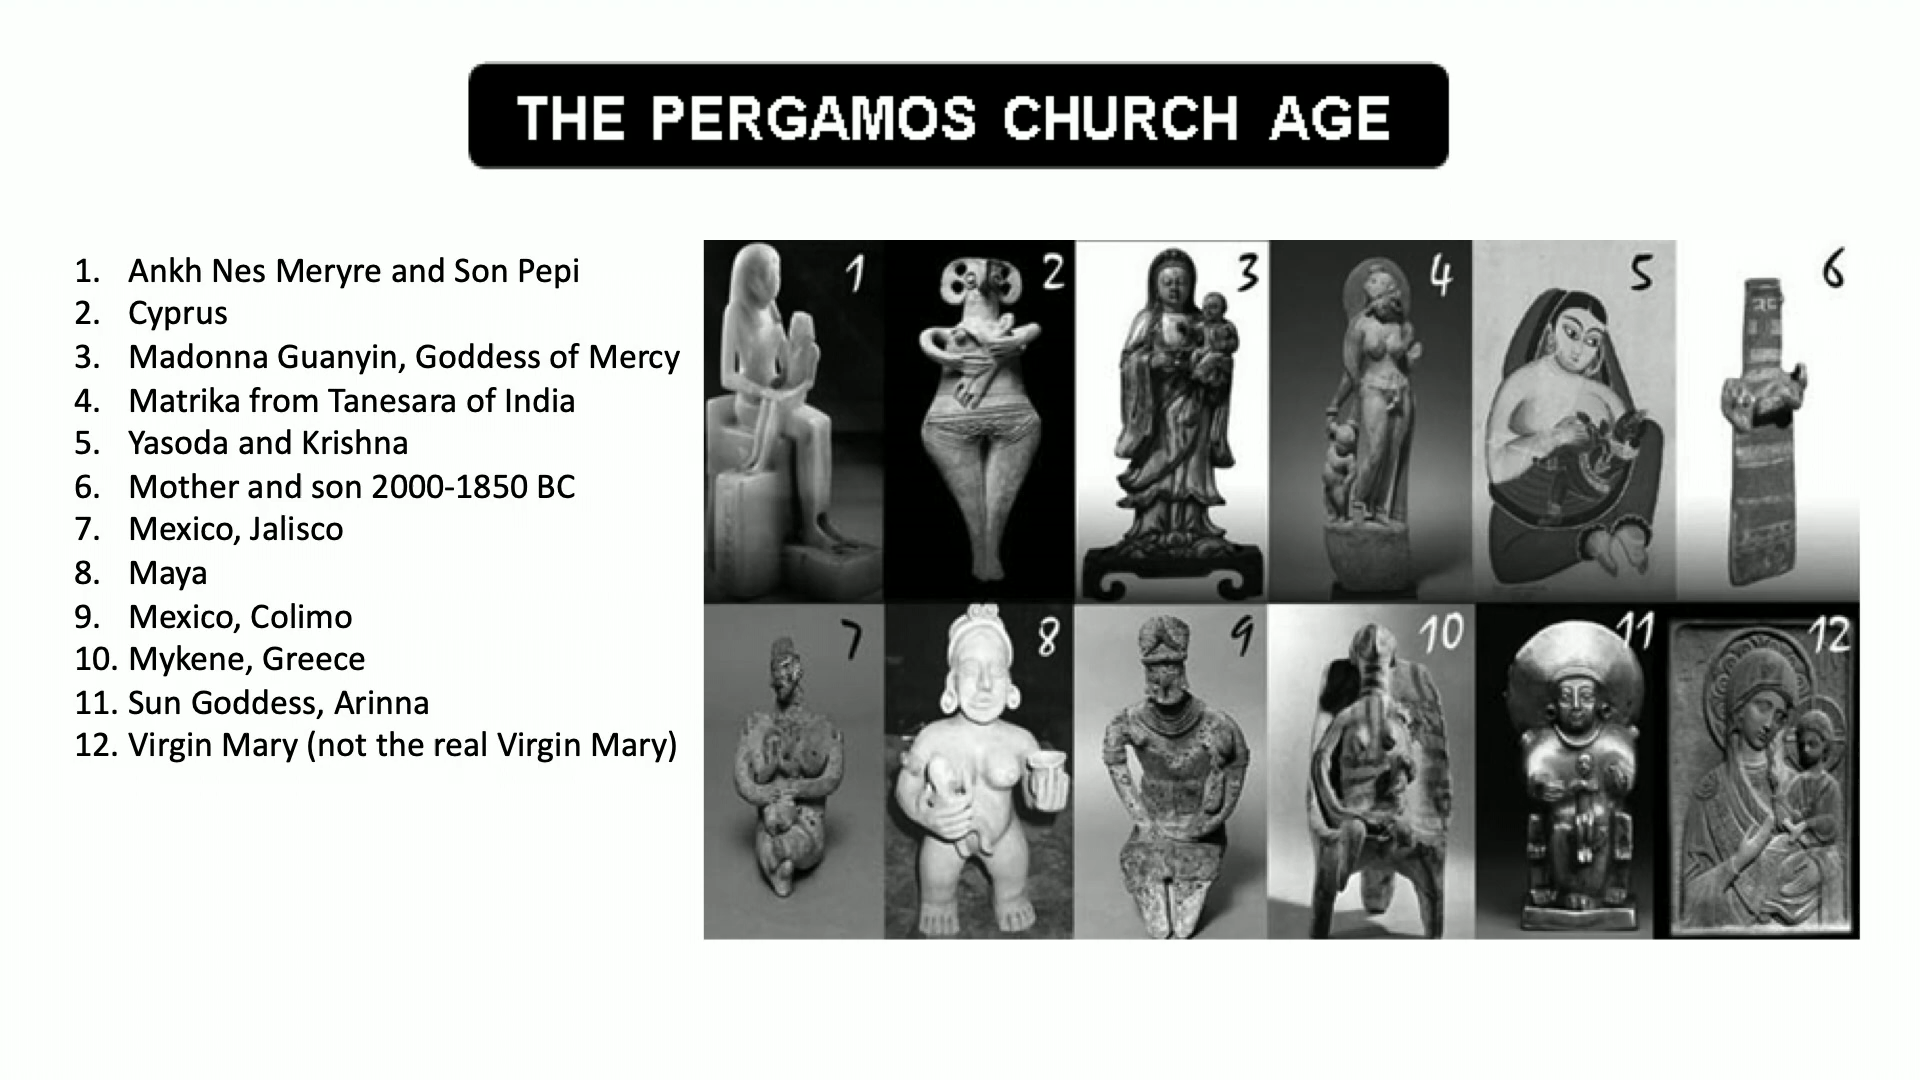 THE PERGAMOS CHURCH AGE
1. Ankh Nes Meryre and Son Pepi
2. Cyprus
3. Madonna Guanyin, Goddess of Mercy
4. Matrika from Tanesara of India
5. Yasoda and Krishna
6. Mother and son 2000-1850 BC
7. Mexico, Jalisco
8. Maya
9. Mexico, Colimo
10. Mykene, Greece
11. Sun Goddess, Arinna
12. Virgin Mary (not the real Virgin Mary)
1 2 3 4 5 6
7 8 9 10 11 12